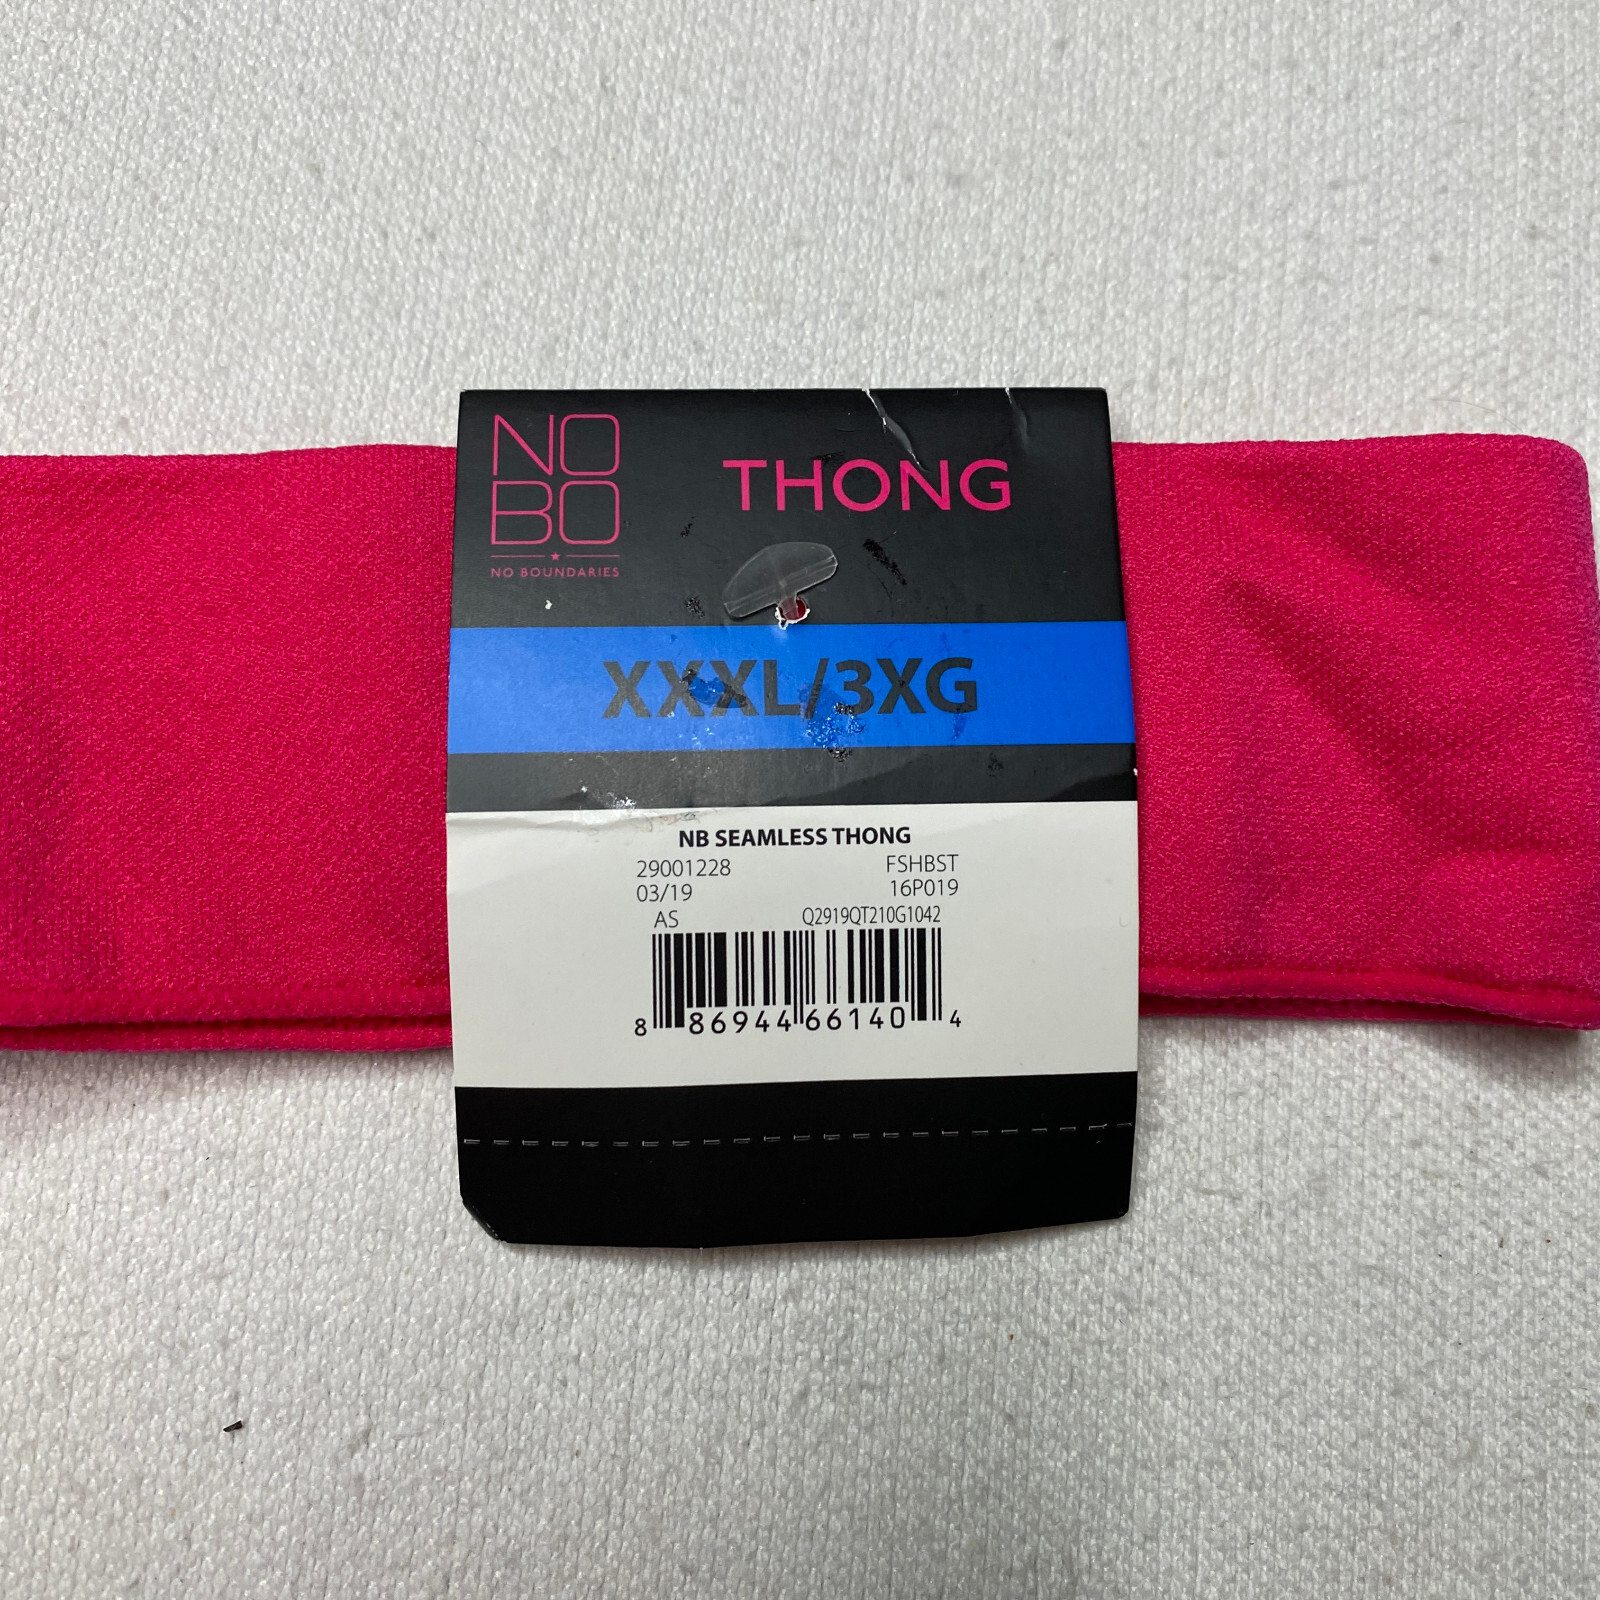 NO
BO
NO BOUNDARIES
THONG
XXXL/3XG
NB SEAMLESS THONG
29001228 FSHBST
03/19 16P019
AS Q2919QT210G1042
8 86944 66140 4